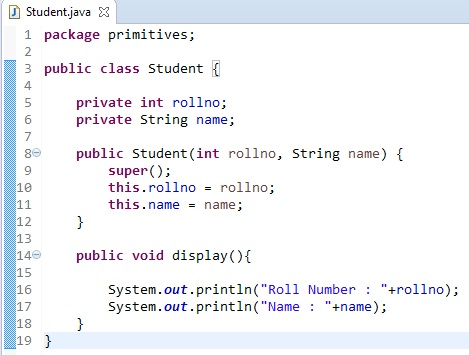 Student.java
1 package primitives;
2
3 public class Student {
4
5     private int rollno;
6     private String name;
7
8     public Student(int rollno, String name) {
9         super();
10         this.rollno = rollno;
11         this.name = name;
12     }
13
14     public void display(){
15
16         System.out.println("Roll Number : "+rollno);
17         System.out.println("Name : "+name);
18     }
19 }